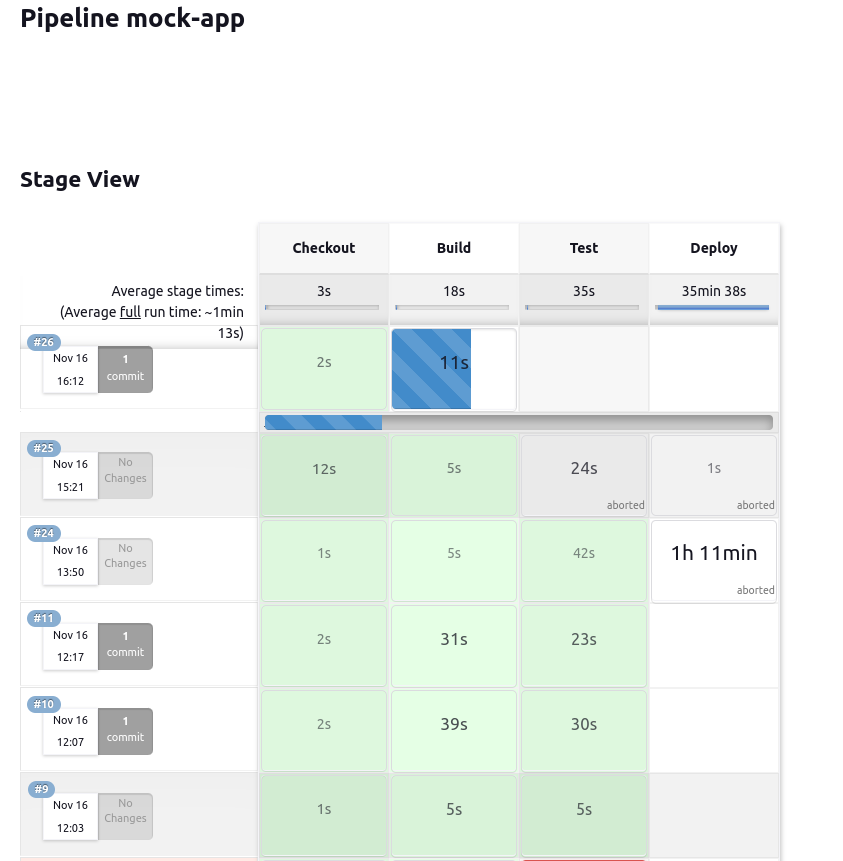 Pipeline mock-app
Stage View
Checkout Build Test Deploy
Average stage times: 3s 18s 35s 35min 38s
(Average full run time: ~1min
13s)
#26
Nov 16 1 2s 11s
16:12 commit
#25
Nov 16 No 12s 5s 24s 1s
15:21 Changes aborted aborted
#24
Nov 16 No 1s 5s 42s 1h 11min
13:50 Changes aborted
#11
Nov 16 1 2s 31s 23s
12:17 commit
#10
Nov 16 1 2s 39s 30s
12:07 commit
#9
Nov 16 No 1s 5s 5s
12:03 Changes